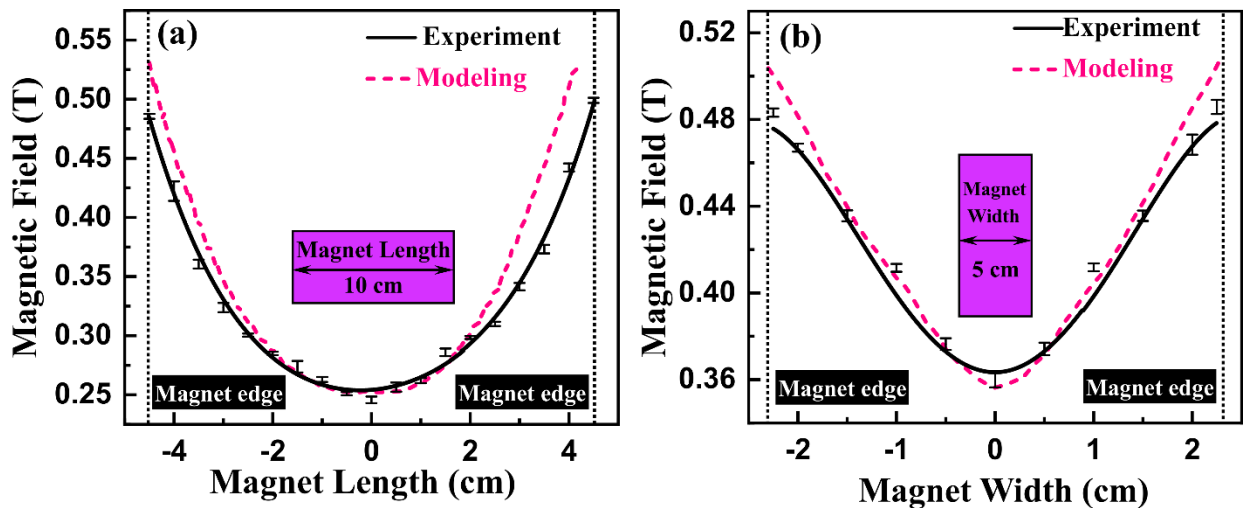 (a)
Experiment
Modeling
Magnetic Field (T)
0.55
0.50
0.45
0.40
0.35
0.30
0.25
Magnet Length
10 cm
Magnet edge
Magnet edge
-4 -2 0 2 4
Magnet Length (cm)
(b)
Experiment
Modeling
Magnetic Field (T)
0.52
0.48
0.44
0.40
0.36
Magnet
Width
5 cm
Magnet edge
Magnet edge
-2 -1 0 1 2
Magnet Width (cm)